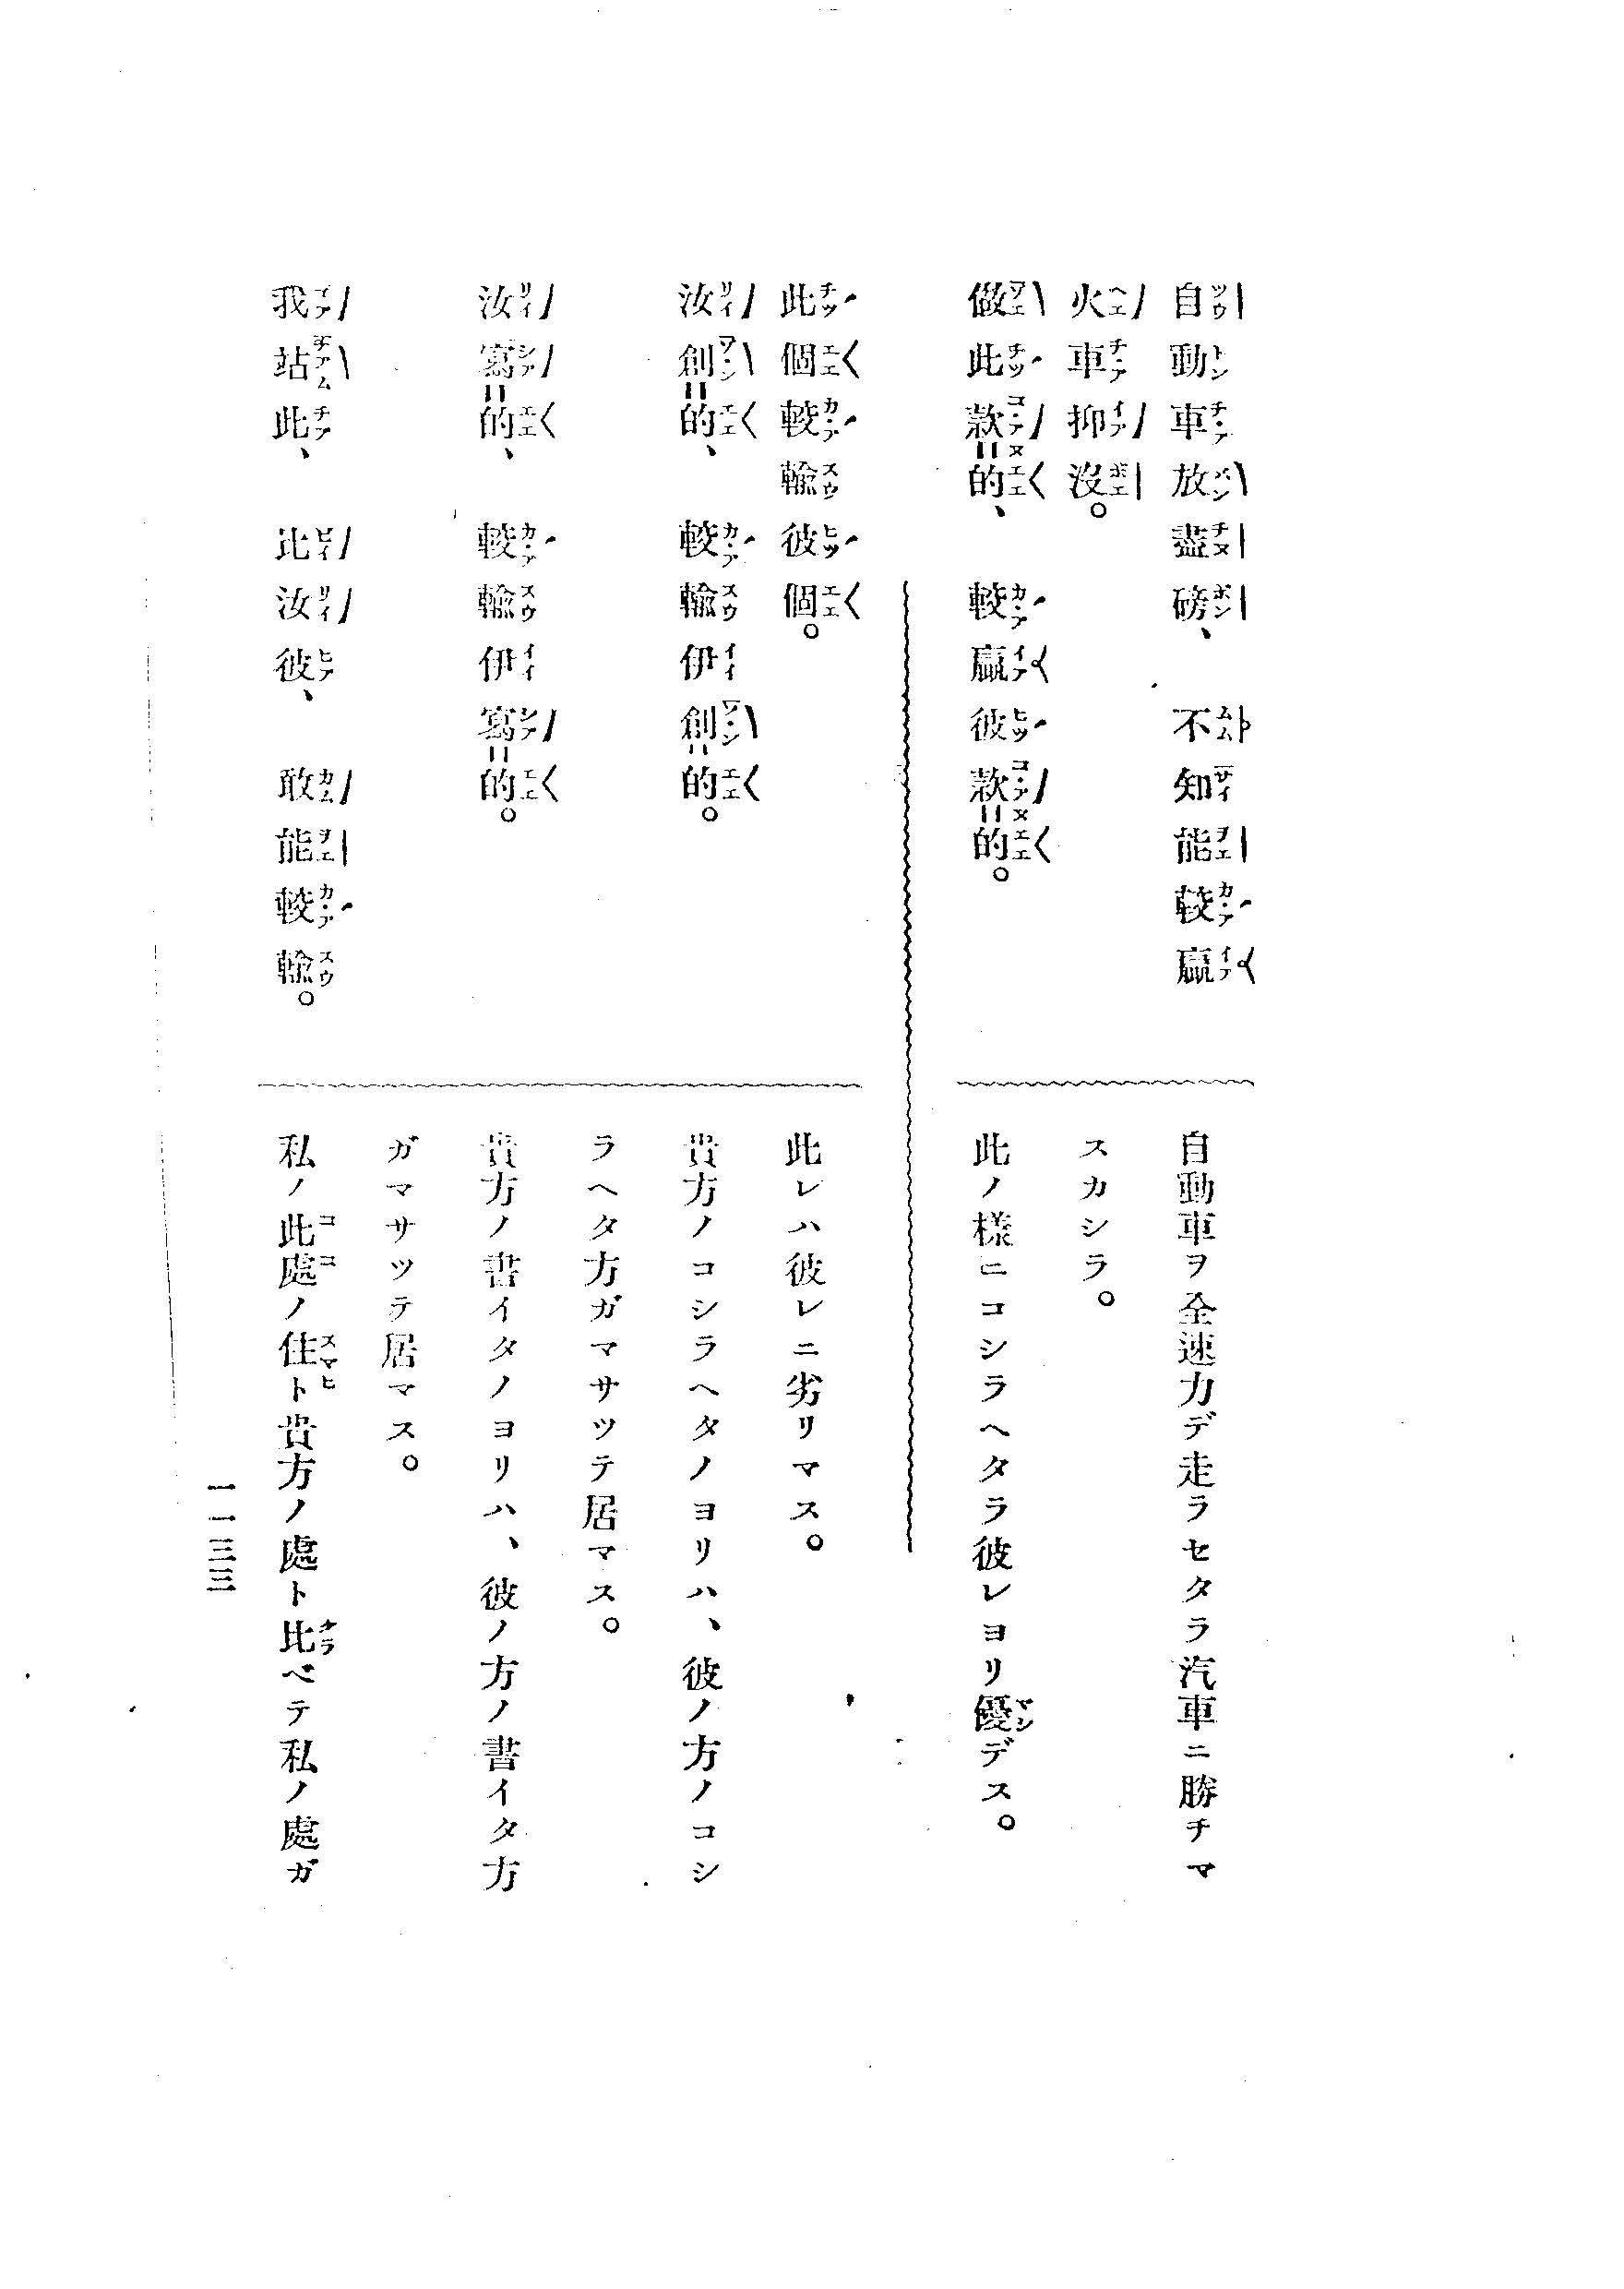 自動車放盡磅、不知能較贏
火車抑沒。
做此款＝的、較贏彼款＝的。
自動車ヲ全速力デ走ラセタラ汽車ニ勝チマ
スカシラ。
此ノ樣ニコシラヘタラ彼レヨリ優デス。
此個較輸彼個。
汝創＝的、較輸伊創＝的。
汝寫＝的、較輸伊寫＝的。
我站此、比汝彼、敢能較輸。
此レハ彼レニ劣リマス。
貴方ノコシラヘタノヨリハ、彼ノ方ノコシ
ラヘタ方ガマサツテ居マス。
貴方ノ書イタノヨリハ、彼ノ方ノ書イタ方
ガマサツテ居マス。
私ノ此處ノ住ト貴方ノ處ト比ベテ私ノ處ガ
一一三三